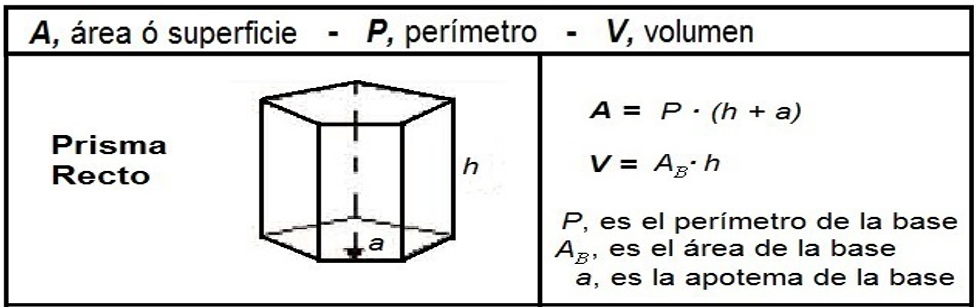 A, área ó superficie - P, perímetro - V, volumen
Prisma
Recto
h
a
A = P · (h + a)
V = A_B · h
P, es el perímetro de la base
A_B, es el área de la base
a, es la apotema de la base